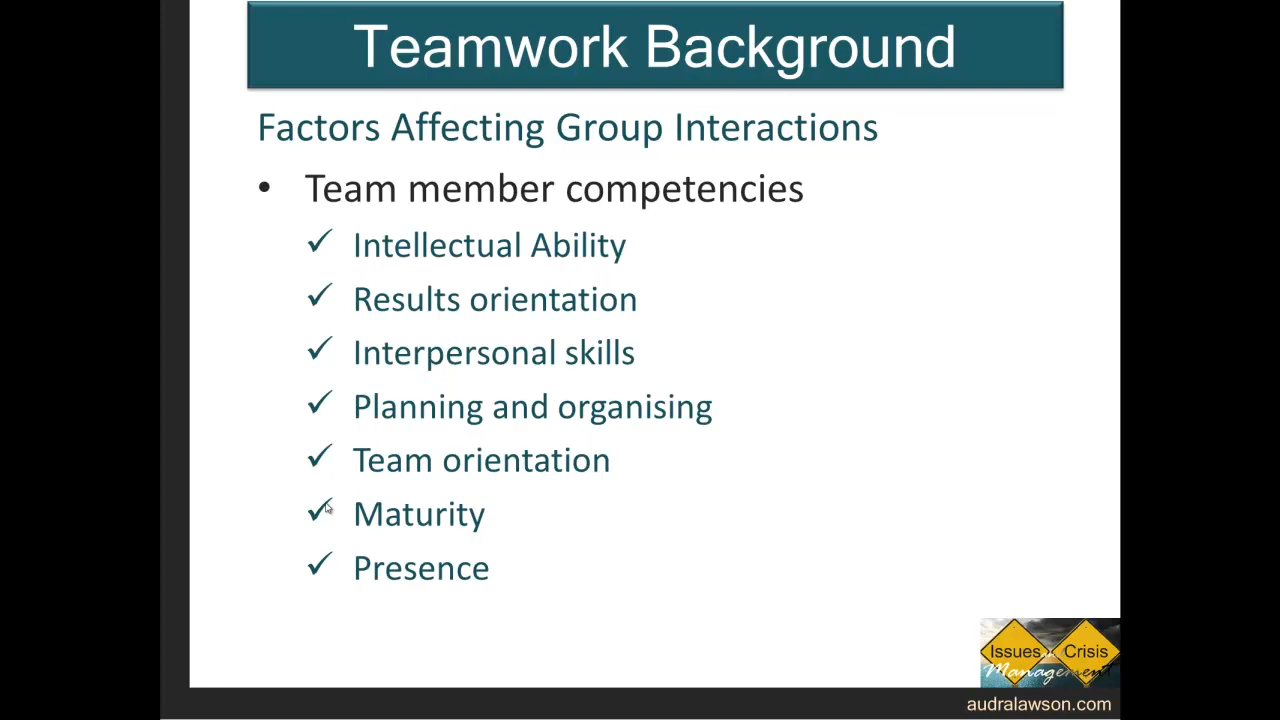 Teamwork Background
Factors Affecting Group Interactions
• Team member competencies
✓ Intellectual Ability
✓ Results orientation
✓ Interpersonal skills
✓ Planning and organising
✓ Team orientation
✓ Maturity
✓ Presence
Issues Crisis
Management
audralawson.com